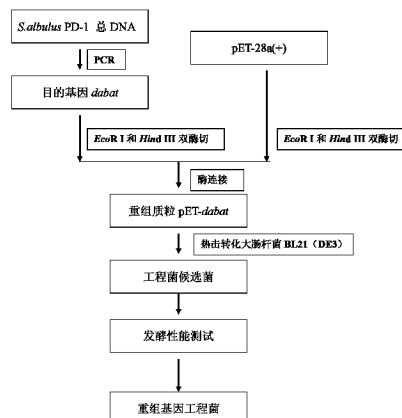 S.albulus PD-1 总 DNA
pET-28a(+)
PCR
目的基因 dabat
EcoR I 和 Hind III 双酶切
EcoR I 和 Hind III 双酶切
酶连接
重组质粒 pET-dabat
热击转化大肠杆菌 BL21（DE3）
工程菌候选菌
发酵性能测试
重组基因工程菌